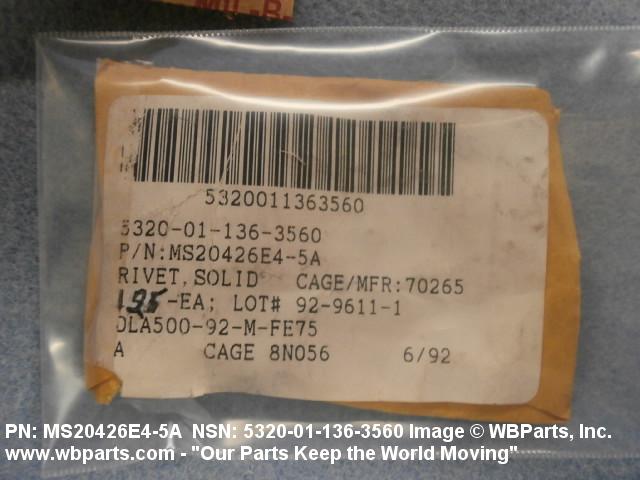 MIL-B-
5320011363560
5320-01-136-3560
P/N:MS20426E4-5A
RIVET,SOLID CAGE/MFR:70265
195-EA; LOT# 92-9611-1
DLA500-92-M-FE75
A CAGE 8N056 6/92
PN: MS20426E4-5A NSN: 5320-01-136-3560 Image © WBParts, Inc.
www.wbparts.com - "Our Parts Keep the World Moving"